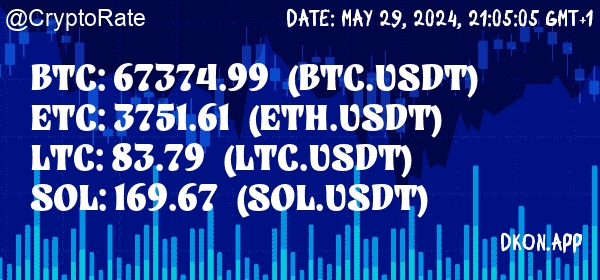 @CryptoRate
DATE: MAY 29, 2024, 21:05:05 GMT+1
BTC: 67374.99 (BTC.USDT)
ETC: 3751.61 (ETH.USDT)
LTC: 83.79 (LTC.USDT)
SOL: 169.67 (SOL.USDT)
DKON.APP